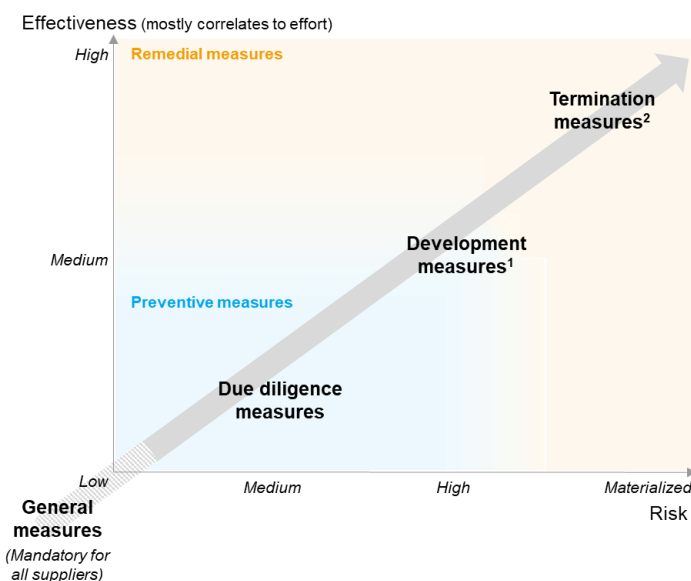 Effectiveness (mostly correlates to effort)
High
Remedial measures
Termination
measures²
Development
measures¹
Medium
Preventive measures
Due diligence
measures
Low
Medium
High
Materialized
Risk
General
measures
(Mandatory for
all suppliers)